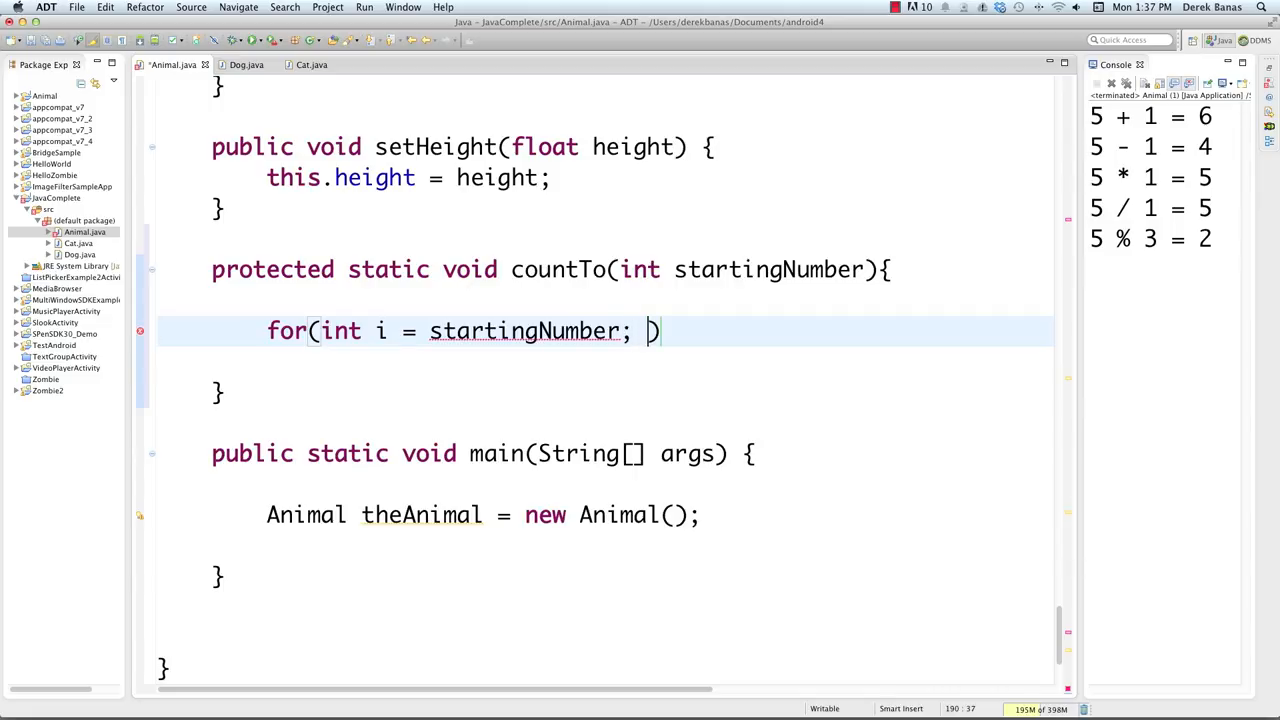 ADT File Edit Refactor Source Navigate Search Project Run Window Help 10 Mon 1:37 PM Derek Banas
Java – JavaComplete/src/Animal.java – ADT – /Users/derekbanas/Documents/android4
Quick Access Java DDMS
Package Exp
*Animal.java Dog.java Cat.java
Console
<terminated> Animal (1) [Java Application] /S
Animal
appcompat_v7
appcompat_v7_2
appcompat_v7_3
appcompat_v7_4
BridgeSample
HelloWorld
HelloZombie
ImageFilterSampleApp
JavaComplete
src
(default package)
Animal.java
Cat.java
Dog.java
JRE System Library [Ja
ListPickerExample2Activi
MediaBrowser
MultiWindowSDKExample
MusicPlayerActivity
SlookActivity
SPenSDK30_Demo
TestAndroid
TextGroupActivity
VideoPlayerActivity
Zombie
Zombie2
}
public void setHeight(float height) {
this.height = height;
}
protected static void countTo(int startingNumber){
for(int i = startingNumber; )
}
public static void main(String[] args) {
Animal theAnimal = new Animal();
}
}
5 + 1 = 6
5 - 1 = 4
5 * 1 = 5
5 / 1 = 5
5 % 3 = 2
Writable Smart Insert 190 : 37 195M of 398M